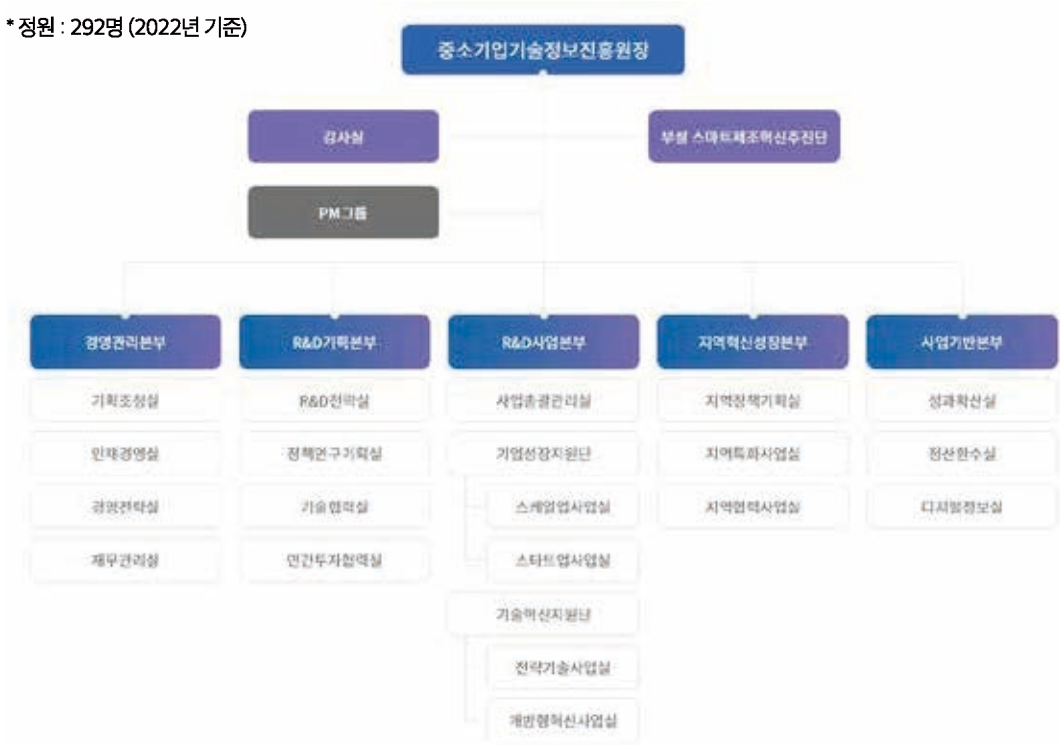 * 정원 : 292명 (2022년 기준)
중소기업기술정보진흥원장
감사실
부설 스마트제조혁신추진단
PM그룹
경영관리본부
R&D기획본부
R&D사업본부
지역혁신성장본부
사업기반본부
기획조정실
R&D전략실
사업총괄관리실
지역정책기획실
성과확산실
인재경영실
정책연구기획실
기업성장지원단
지역특화사업실
정산환수실
경영전략실
기술협력실
스케일업사업실
지역협력사업실
디지털정보실
재무관리실
민간투자협력실
스타트업사업실
기술혁신지원단
전략기술사업실
개방형혁신사업실